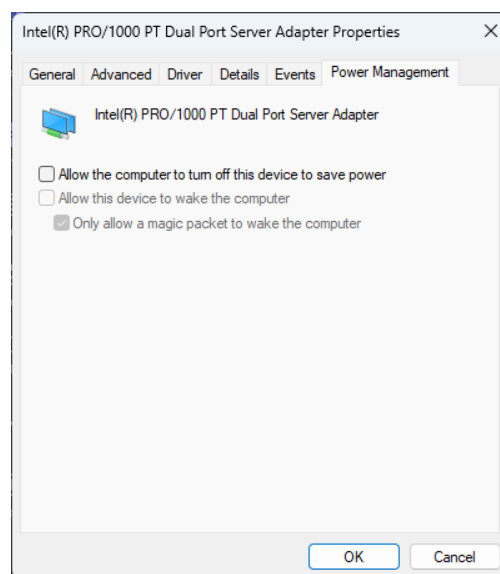 Intel(R) PRO/1000 PT Dual Port Server Adapter Properties
General Advanced Driver Details Events Power Management
Intel(R) PRO/1000 PT Dual Port Server Adapter
Allow the computer to turn off this device to save power
Allow this device to wake the computer
Only allow a magic packet to wake the computer
OK Cancel